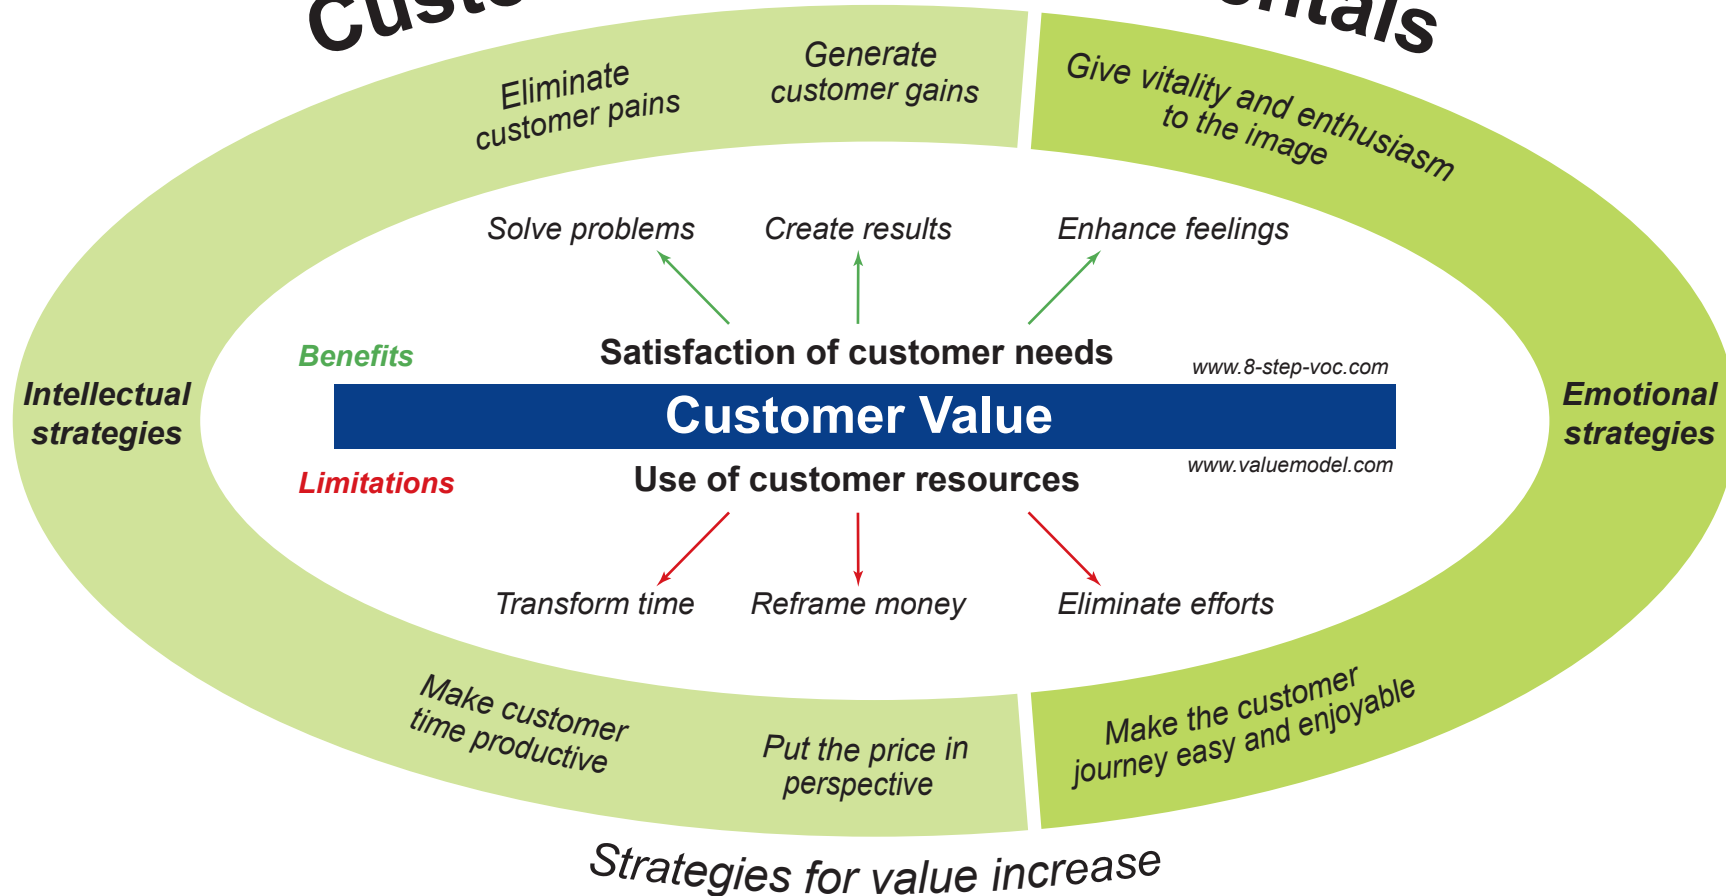 Eliminate
customer pains
Generate
customer gains
Give vitality and enthusiasm
to the image
Solve problems
Create results
Enhance feelings
Benefits
Satisfaction of customer needs
www.8-step-voc.com
Intellectual
strategies
Customer Value
Emotional
strategies
Limitations
Use of customer resources
www.valuemodel.com
Transform time
Reframe money
Eliminate efforts
Make customer
time productive
Put the price in
perspective
Make the customer
journey easy and enjoyable
Strategies for value increase